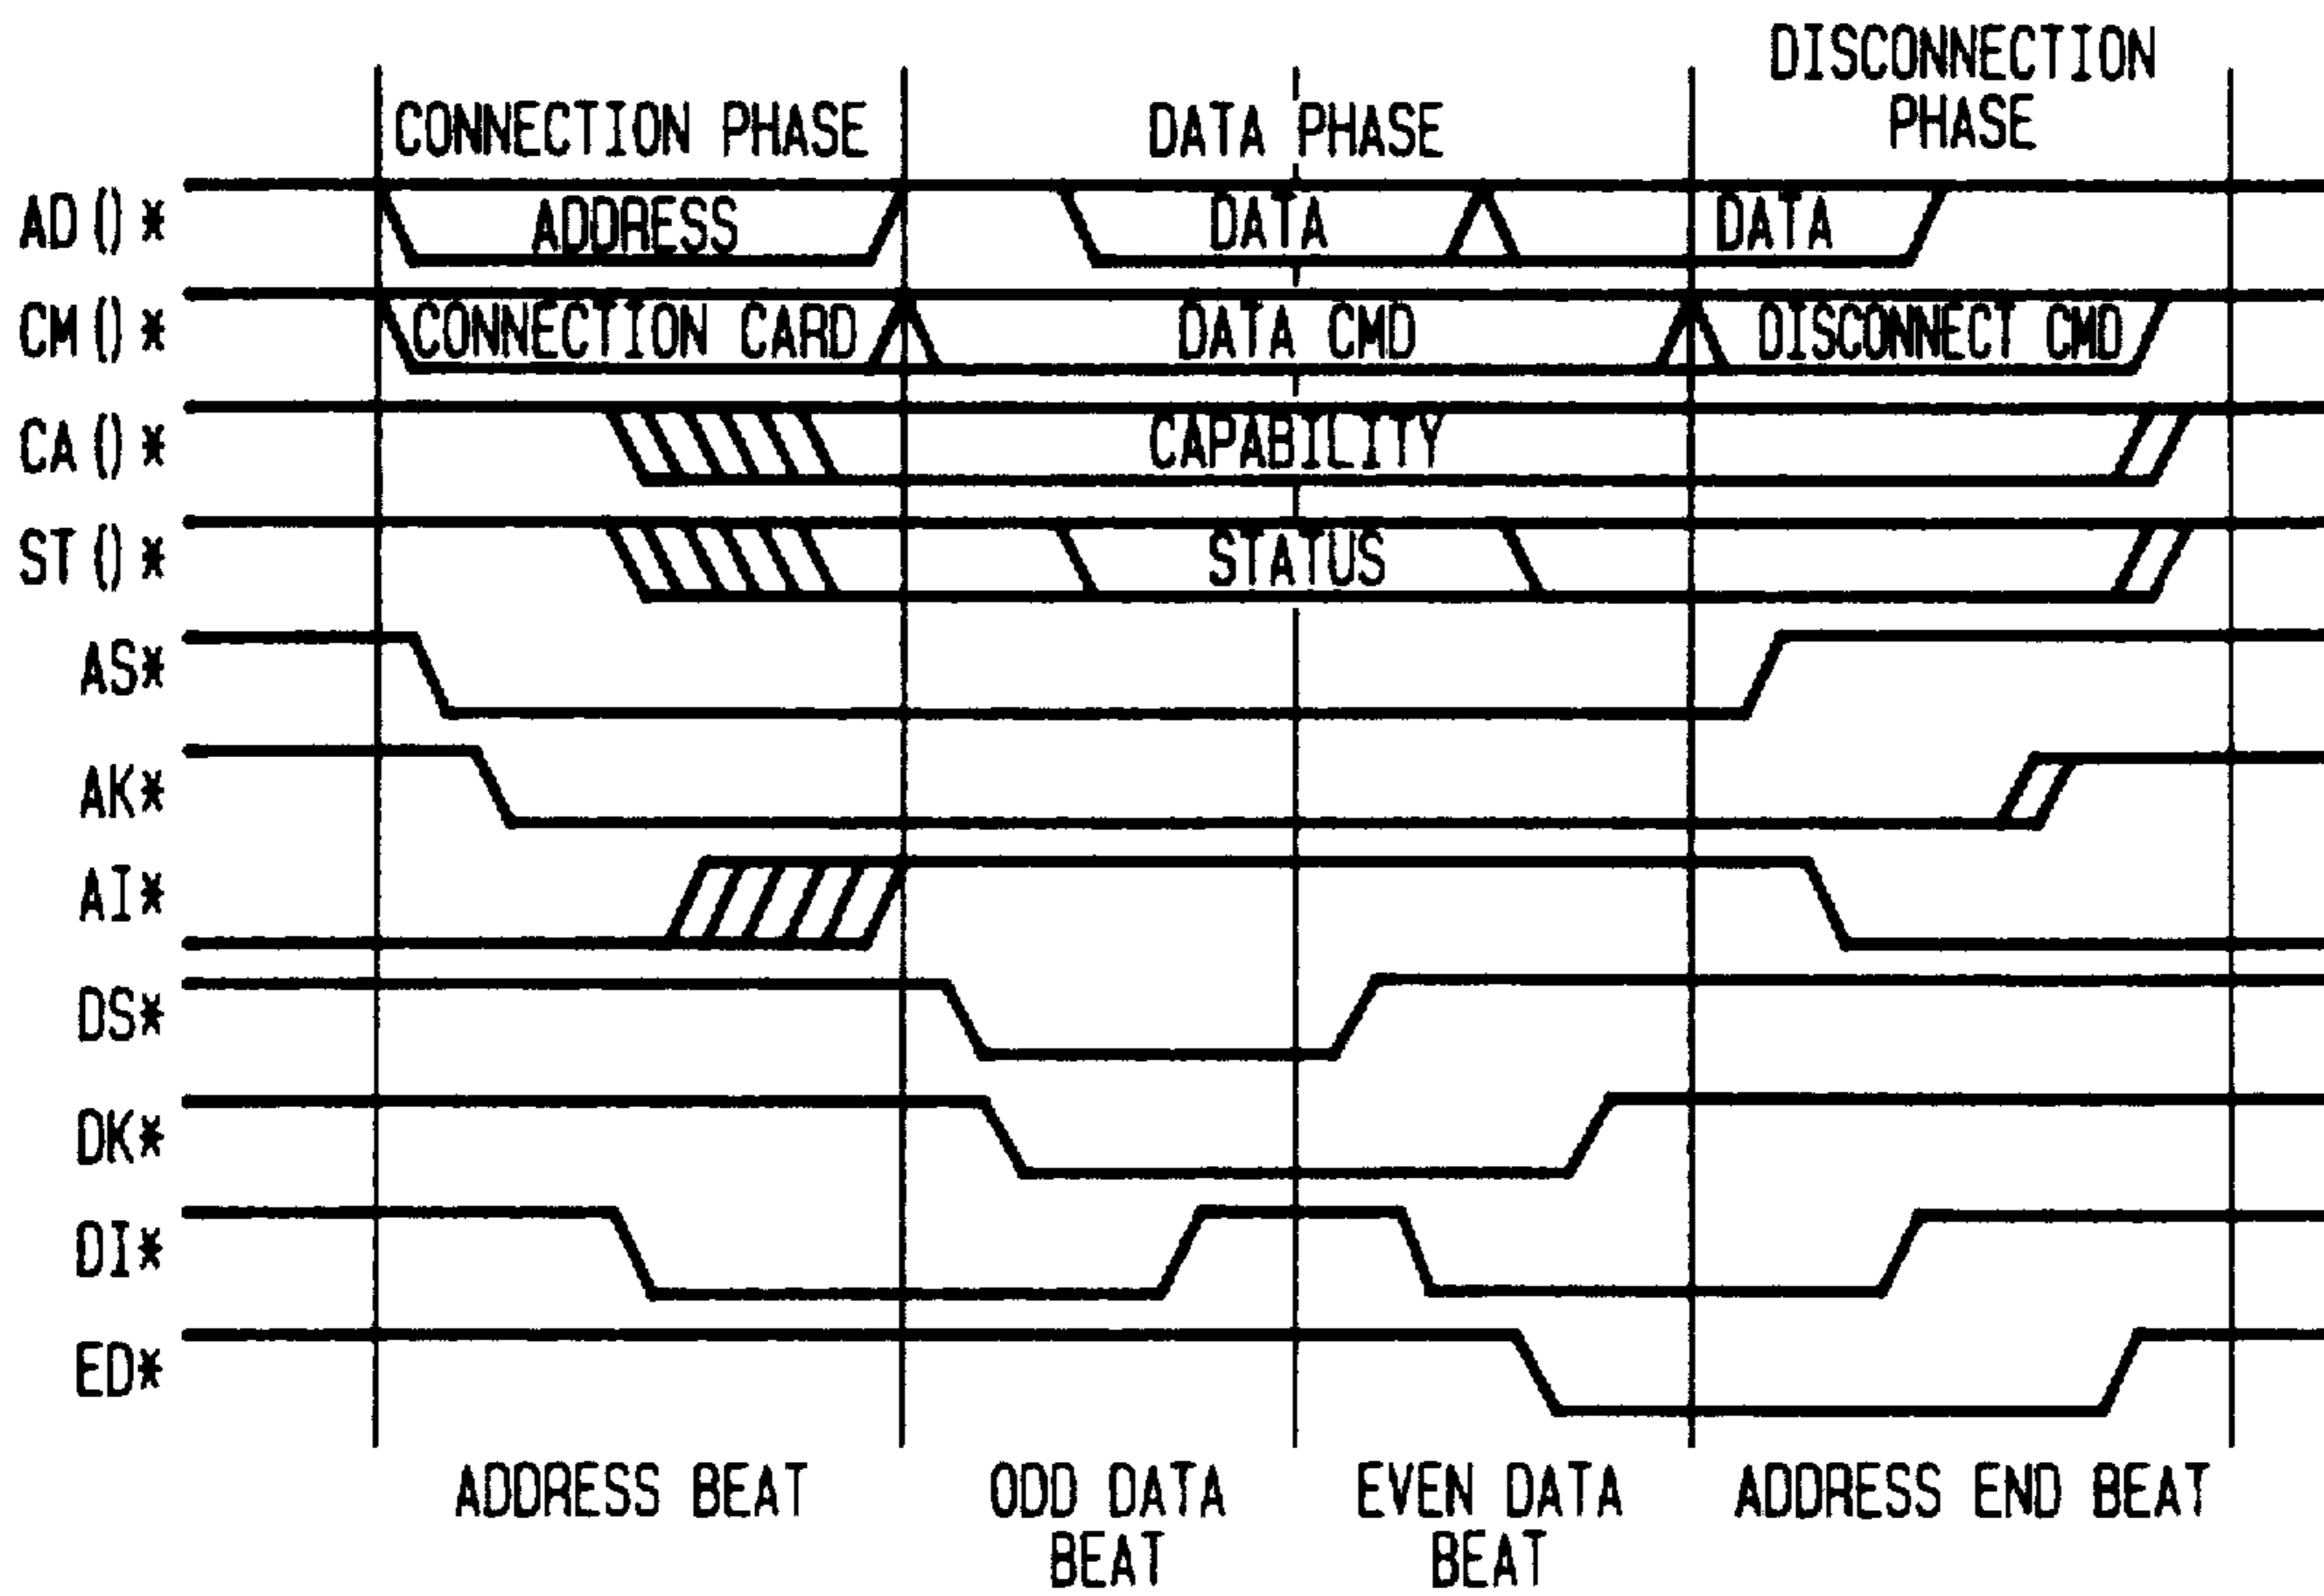 DISCONNECTION
CONNECTION PHASE DATA PHASE PHASE
AD()* ADDRESS DATA DATA
CM()* CONNECTION CARD DATA CMD DISCONNECT CMD
CA()* CAPABILITY
ST()* STATUS
AS*
AK*
AI*
DS*
DK*
DI*
ED*
ADDRESS BEAT ODD DATA EVEN DATA ADDRESS END BEAT
BEAT BEAT